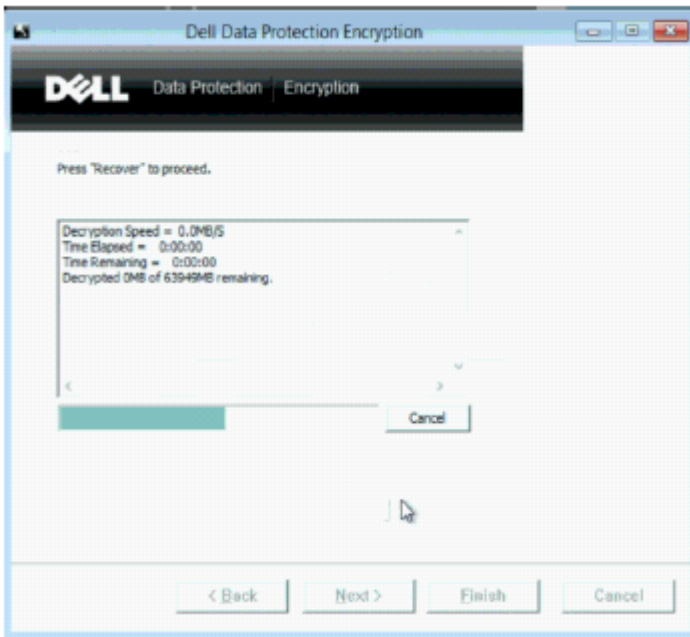 Dell Data Protection Encryption
DELL Data Protection Encryption
Press "Recover" to proceed.
Decryption Speed = 0.0MB/S
Time Elapsed = 0:00:00
Time Remaining = 0:00:00
Decrypted 0MB of 63949MB remaining.
Cancel
< Back Next > Finish Cancel